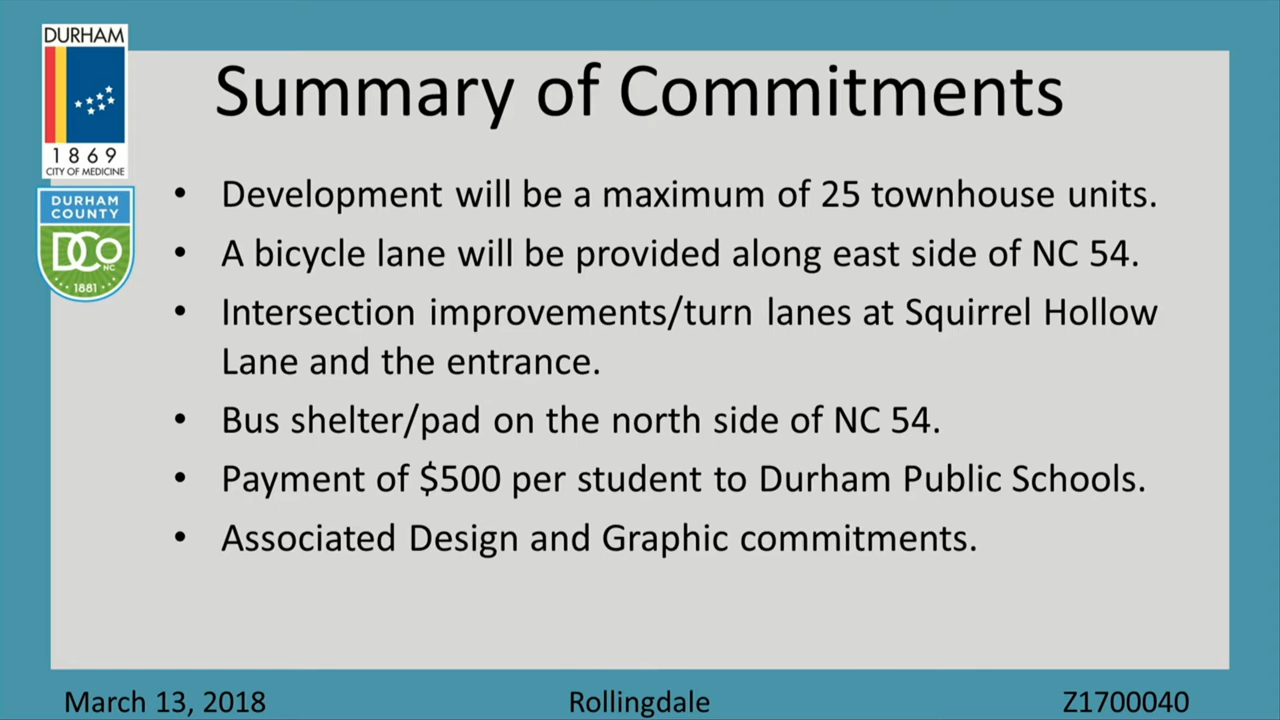 DURHAM
1869
CITY OF MEDICINE
DURHAM
COUNTY
DCO
NC
1881
Summary of Commitments
• Development will be a maximum of 25 townhouse units.
• A bicycle lane will be provided along east side of NC 54.
• Intersection improvements/turn lanes at Squirrel Hollow
Lane and the entrance.
• Bus shelter/pad on the north side of NC 54.
• Payment of $500 per student to Durham Public Schools.
• Associated Design and Graphic commitments.
March 13, 2018 Rollingdale Z1700040